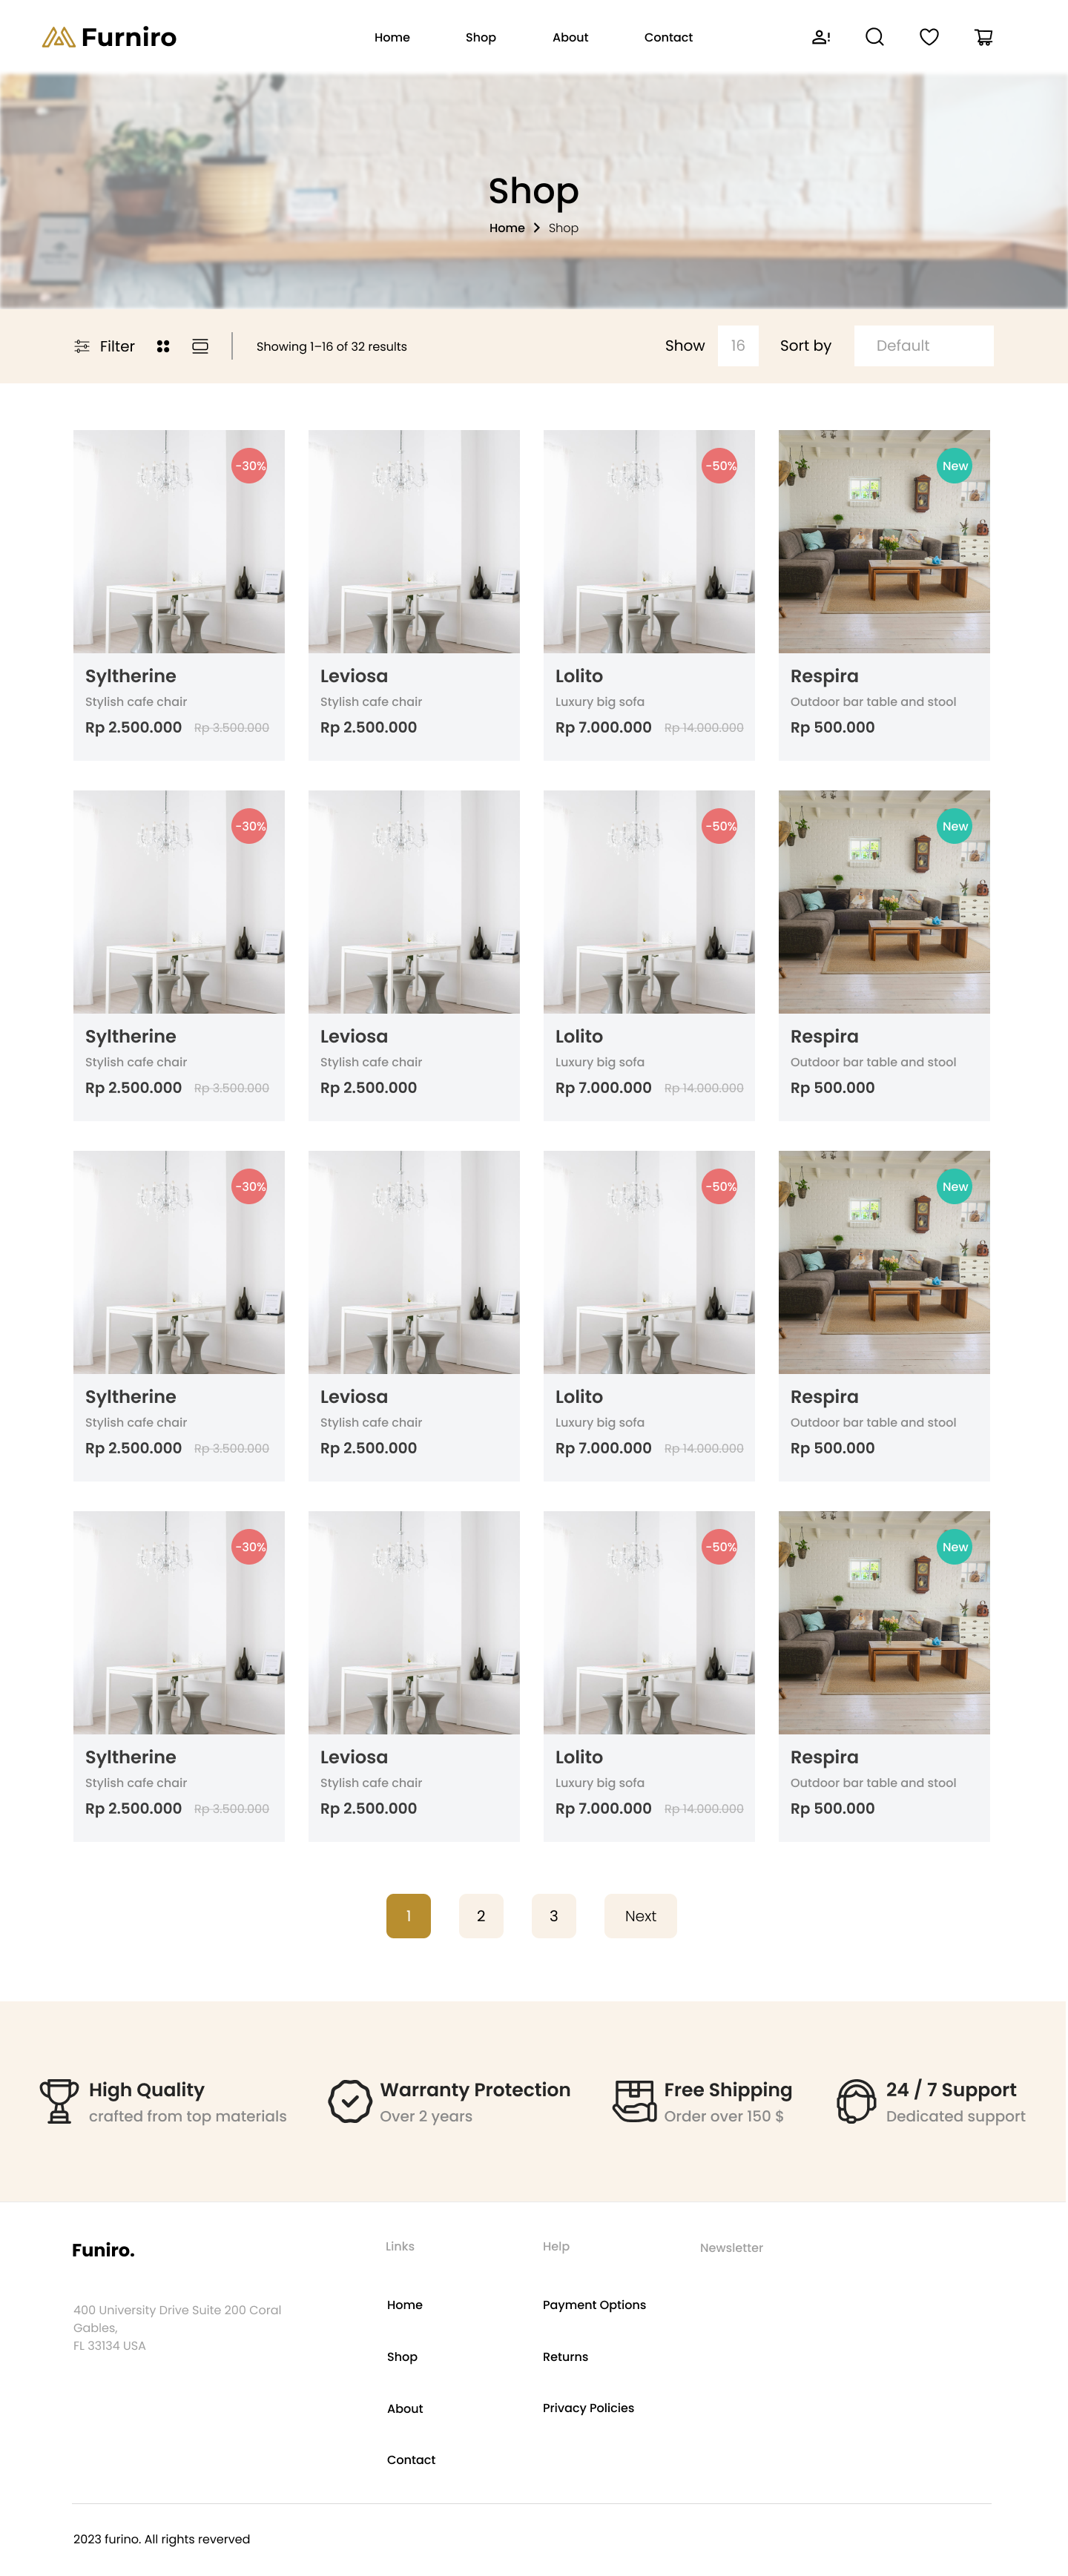 Furniro
Home Shop About Contact
Shop
Home > Shop
Filter
Showing 1–16 of 32 results
Show 16 Sort by Default
-30%
-50%
New
Syltherine Leviosa Lolito Respira
Stylish cafe chair Stylish cafe chair Luxury big sofa Outdoor bar table and stool
Rp 2.500.000 Rp 3.500.000 Rp 2.500.000 Rp 7.000.000 Rp 14.000.000 Rp 500.000
-30%
-50%
New
Syltherine Leviosa Lolito Respira
Stylish cafe chair Stylish cafe chair Luxury big sofa Outdoor bar table and stool
Rp 2.500.000 Rp 3.500.000 Rp 2.500.000 Rp 7.000.000 Rp 14.000.000 Rp 500.000
-30%
-50%
New
Syltherine Leviosa Lolito Respira
Stylish cafe chair Stylish cafe chair Luxury big sofa Outdoor bar table and stool
Rp 2.500.000 Rp 3.500.000 Rp 2.500.000 Rp 7.000.000 Rp 14.000.000 Rp 500.000
-30%
-50%
New
Syltherine Leviosa Lolito Respira
Stylish cafe chair Stylish cafe chair Luxury big sofa Outdoor bar table and stool
Rp 2.500.000 Rp 3.500.000 Rp 2.500.000 Rp 7.000.000 Rp 14.000.000 Rp 500.000
1 2 3 Next
High Quality
crafted from top materials
Warranty Protection
Over 2 years
Free Shipping
Order over 150 $
24 / 7 Support
Dedicated support
Funiro.
400 University Drive Suite 200 Coral
Gables,
FL 33134 USA
Links
Home
Shop
About
Contact
Help
Payment Options
Returns
Privacy Policies
Newsletter
2023 furino. All rights reverved